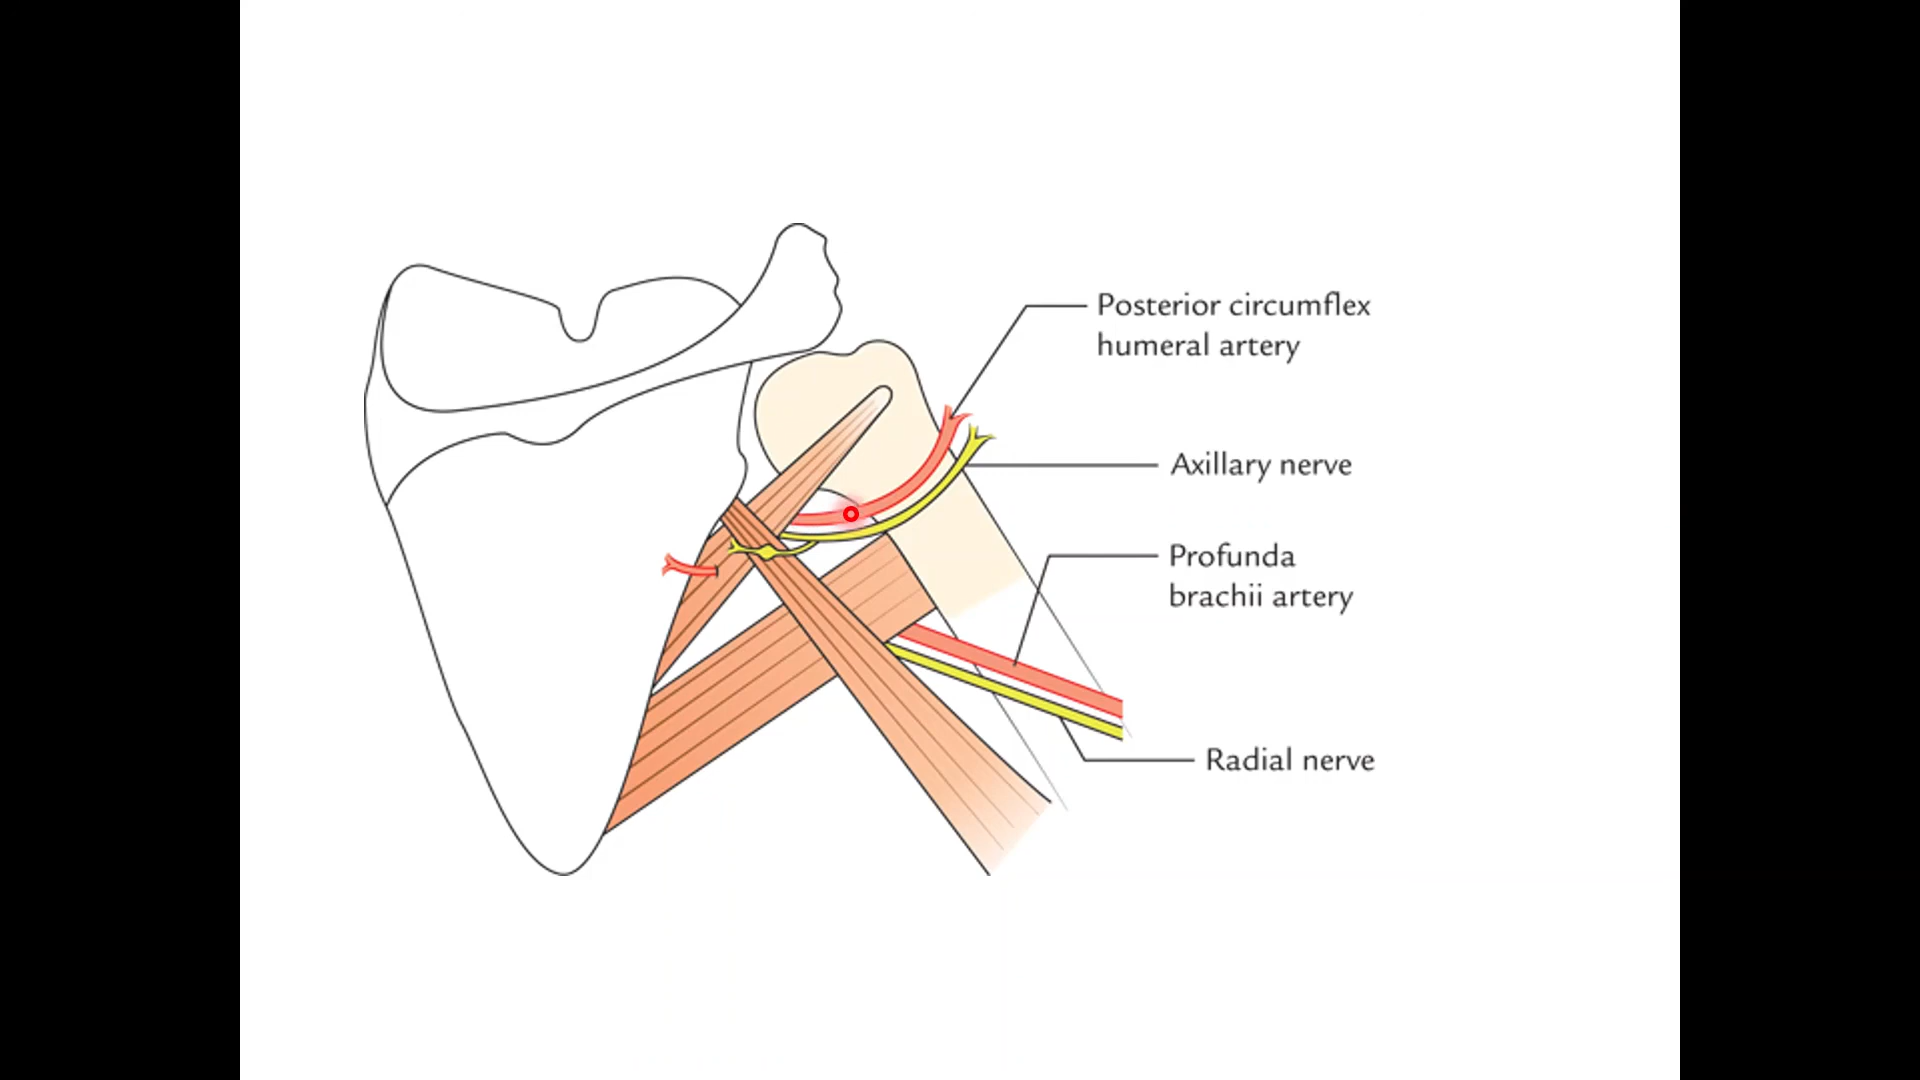 Posterior circumflex
humeral artery
Axillary nerve
Profunda
brachii artery
Radial nerve